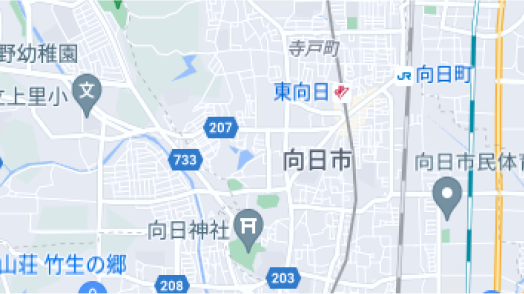 寺戸町
野幼稚園
東向日
JR 向日町
立上里小
文
207
733
向日市
向日市民体育
向日神社
山荘 竹生の郷
208
203